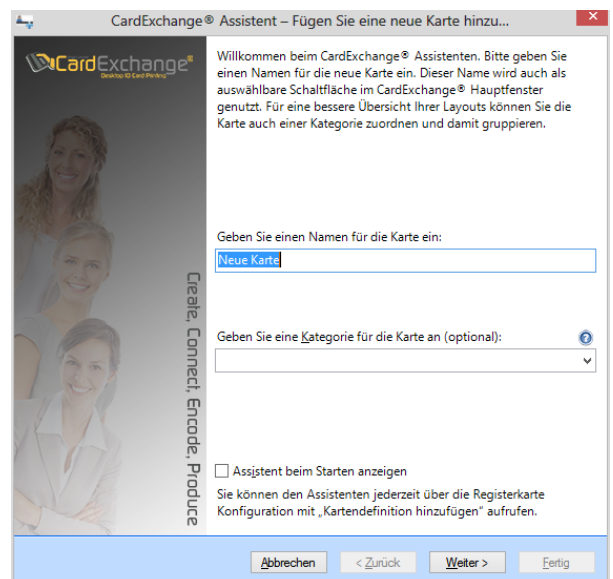 CardExchange® Assistent – Fügen Sie eine neue Karte hinzu...
CardExchange®
Desktop ID Card Printing
Willkommen beim CardExchange® Assistenten. Bitte geben Sie
einen Namen für die neue Karte ein. Dieser Name wird auch als
auswählbare Schaltfläche im CardExchange® Hauptfenster
genutzt. Für eine bessere Übersicht Ihrer Layouts können Sie die
Karte auch einer Kategorie zuordnen und damit gruppieren.
Geben Sie einen Namen für die Karte ein:
Neue Karte
Geben Sie eine Kategorie für die Karte an (optional):
Create, Connect, Encode, Produce
Assistent beim Starten anzeigen
Sie können den Assistenten jederzeit über die Registerkarte
Konfiguration mit „Kartendefinition hinzufügen“ aufrufen.
Abbrechen
< Zurück
Weiter >
Fertig